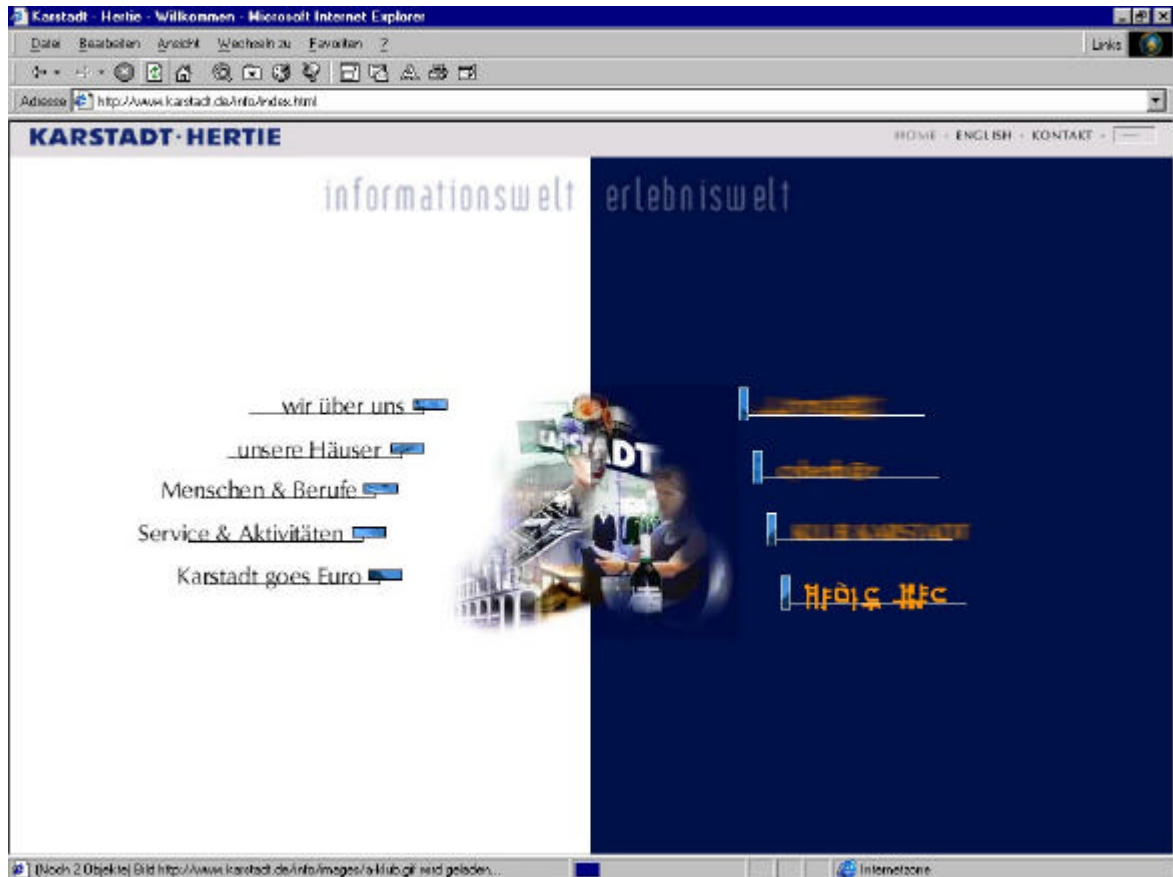 Karstadt - Hertie - Willkommen - Microsoft Internet Explorer
Datei Bearbeiten Ansicht Wechseln zu Favoriten ?
Links
Adresse http://www.karstadt.de/info/index.html
KARSTADT·HERTIE
HOME - ENGLISH - KONTAKT -
informationswelt erlebniswelt
wir über uns
unsere Häuser
Menschen & Berufe
Service & Aktivitäten
Karstadt goes Euro
KARSTADT
(Noch 2 Objekte) Bild http://www.karstadt.de/info/images/a-klub.gif wird geladen...
Internetzone